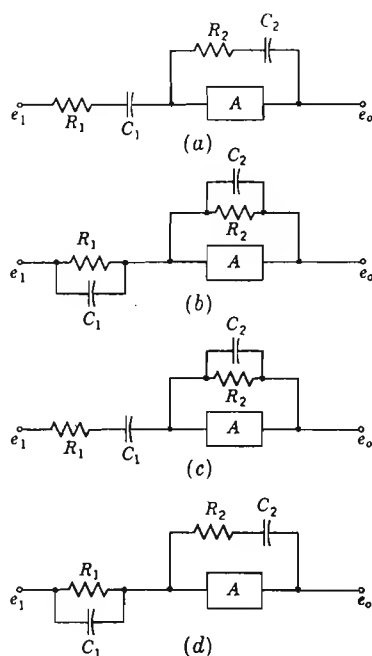 R₂ C₂
A
e₁ R₁ C₁ eₒ
(a)
C₂
R₂
R₁
A
e₁ eₒ
C₁
(b)
C₂
R₂
A
e₁ R₁ C₁ eₒ
(c)
R₂ C₂
R₁
A
e₁ eₒ
C₁
(d)